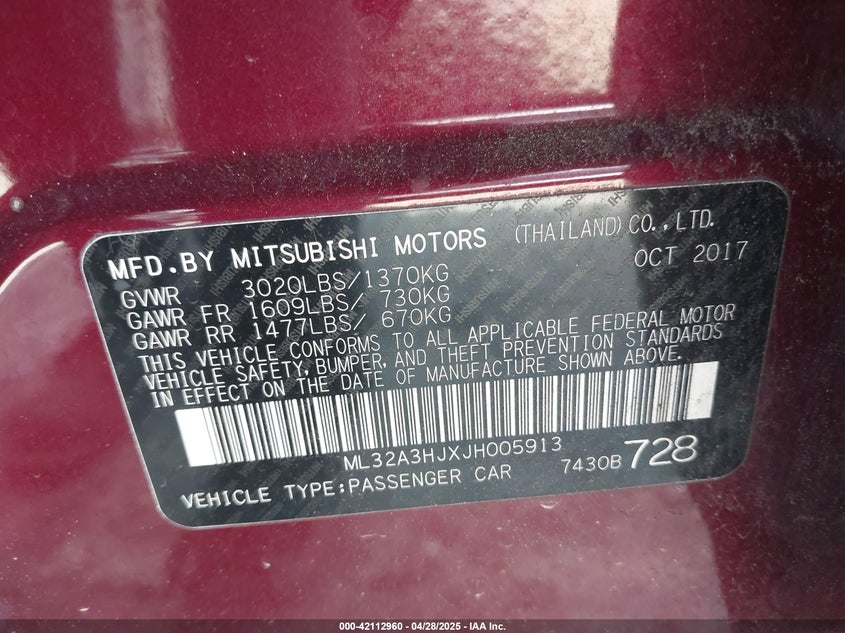 MFD.BY MITSUBISHI MOTORS (THAILAND)CO.,LTD.
OCT 2017
GVWR 3020LBS/1370KG
GAWR FR 1609LBS/ 730KG
GAWR RR 1477LBS/ 670KG
THIS VEHICLE CONFORMS TO ALL APPLICABLE FEDERAL MOTOR
VEHICLE SAFETY, BUMPER, AND THEFT PREVENTION STANDARDS
IN EFFECT ON THE DATE OF MANUFACTURE SHOWN ABOVE.
ML32A3HJXJH005913
7430B 728
VEHICLE TYPE:PASSENGER CAR
000-42112960 - 04/28/2025 - IAA Inc.